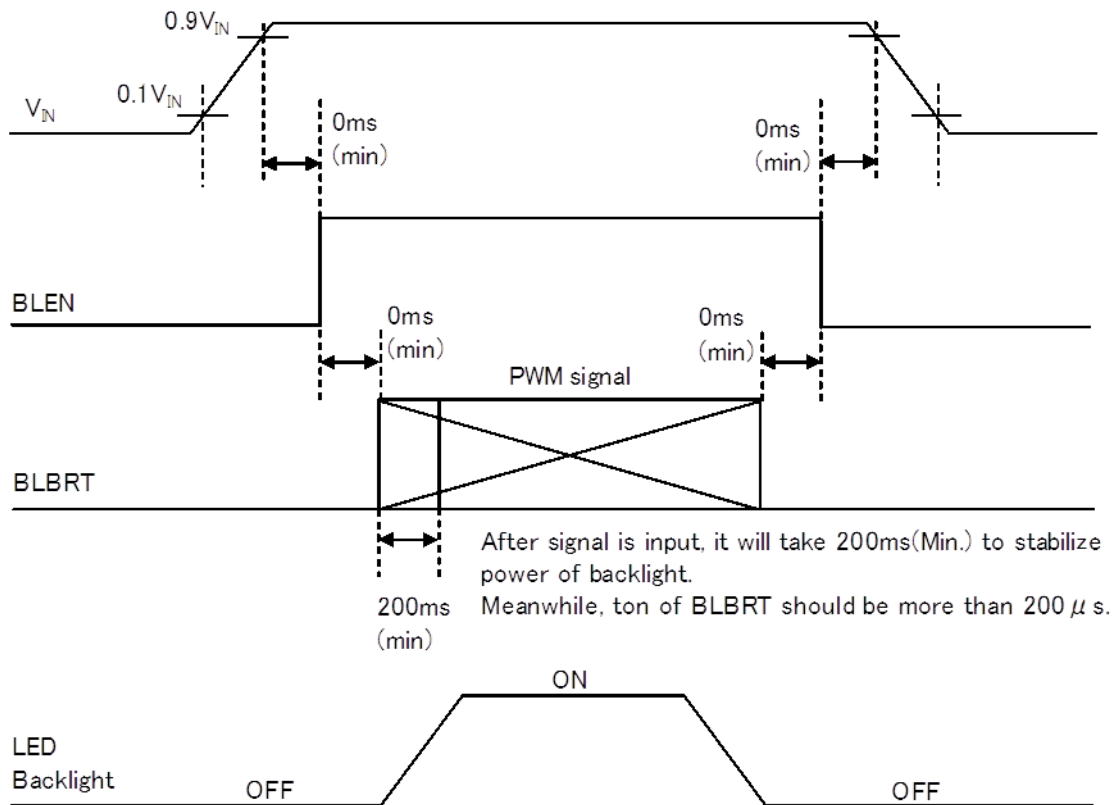 0.9VIN
0.1VIN
VIN
0ms
(min)
0ms
(min)
BLEN
0ms
(min)
0ms
(min)
PWM signal
BLBRT
After signal is input, it will take 200ms(Min.) to stabilize
power of backlight.
Meanwhile, ton of BLBRT should be more than 200μs.
200ms
(min)
ON
LED
Backlight
OFF
OFF